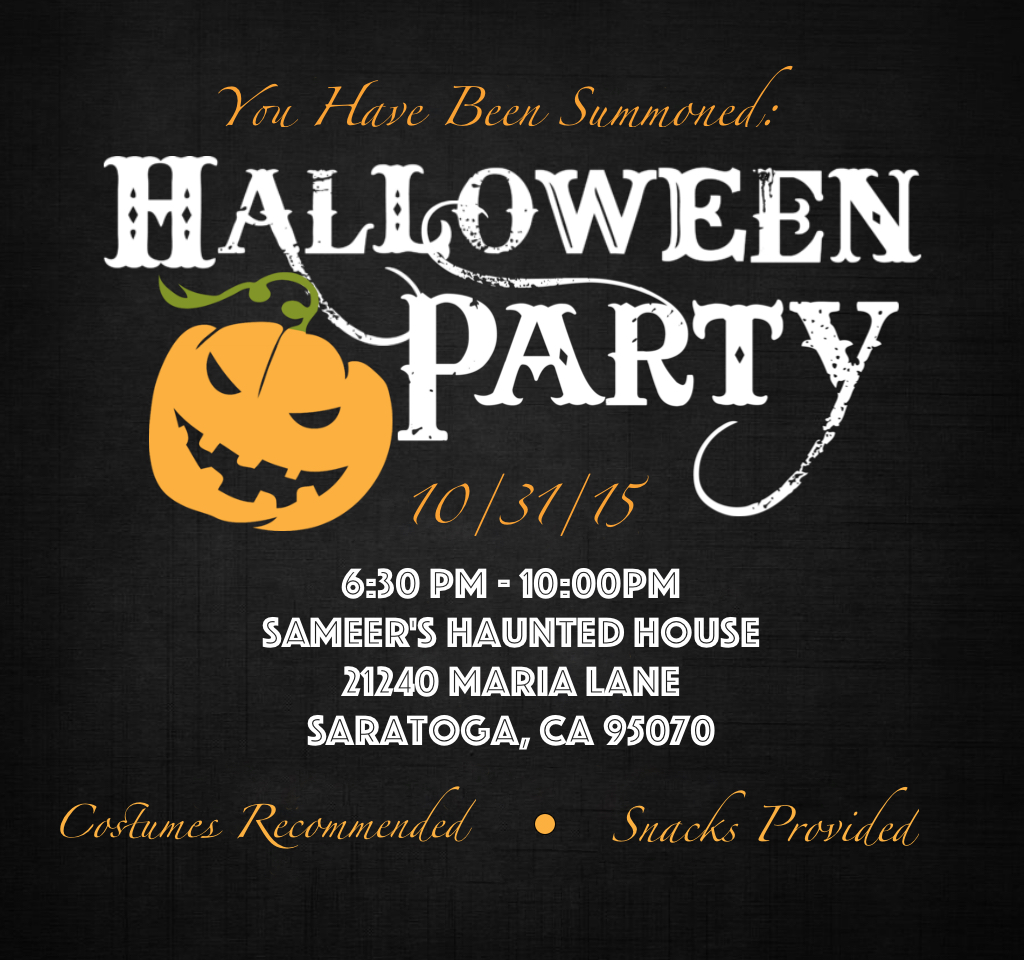 You Have Been Summoned:
HALLOWEEN
PARTY
10/31/15
6:30 PM - 10:00PM
SAMEER'S HAUNTED HOUSE
21240 MARIA LANE
SARATOGA, CA 95070
Costumes Recommended • Snacks Provided